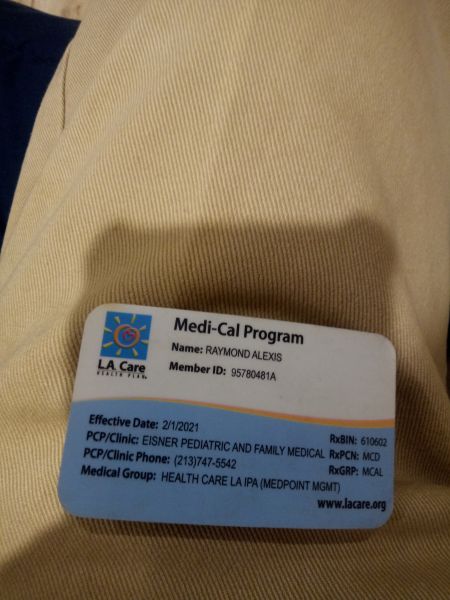 Medi-Cal Program
Name: RAYMOND ALEXIS
Member ID: 95780481A
L.A. Care
HEALTH PLAN®
Effective Date: 2/1/2021
PCP/Clinic: EISNER PEDIATRIC AND FAMILY MEDICAL
PCP/Clinic Phone: (213)747-5542
Medical Group: HEALTH CARE LA IPA (MEDPOINT MGMT)
RxBIN: 610602
RxPCN: MCD
RxGRP: MCAL
www.lacare.org